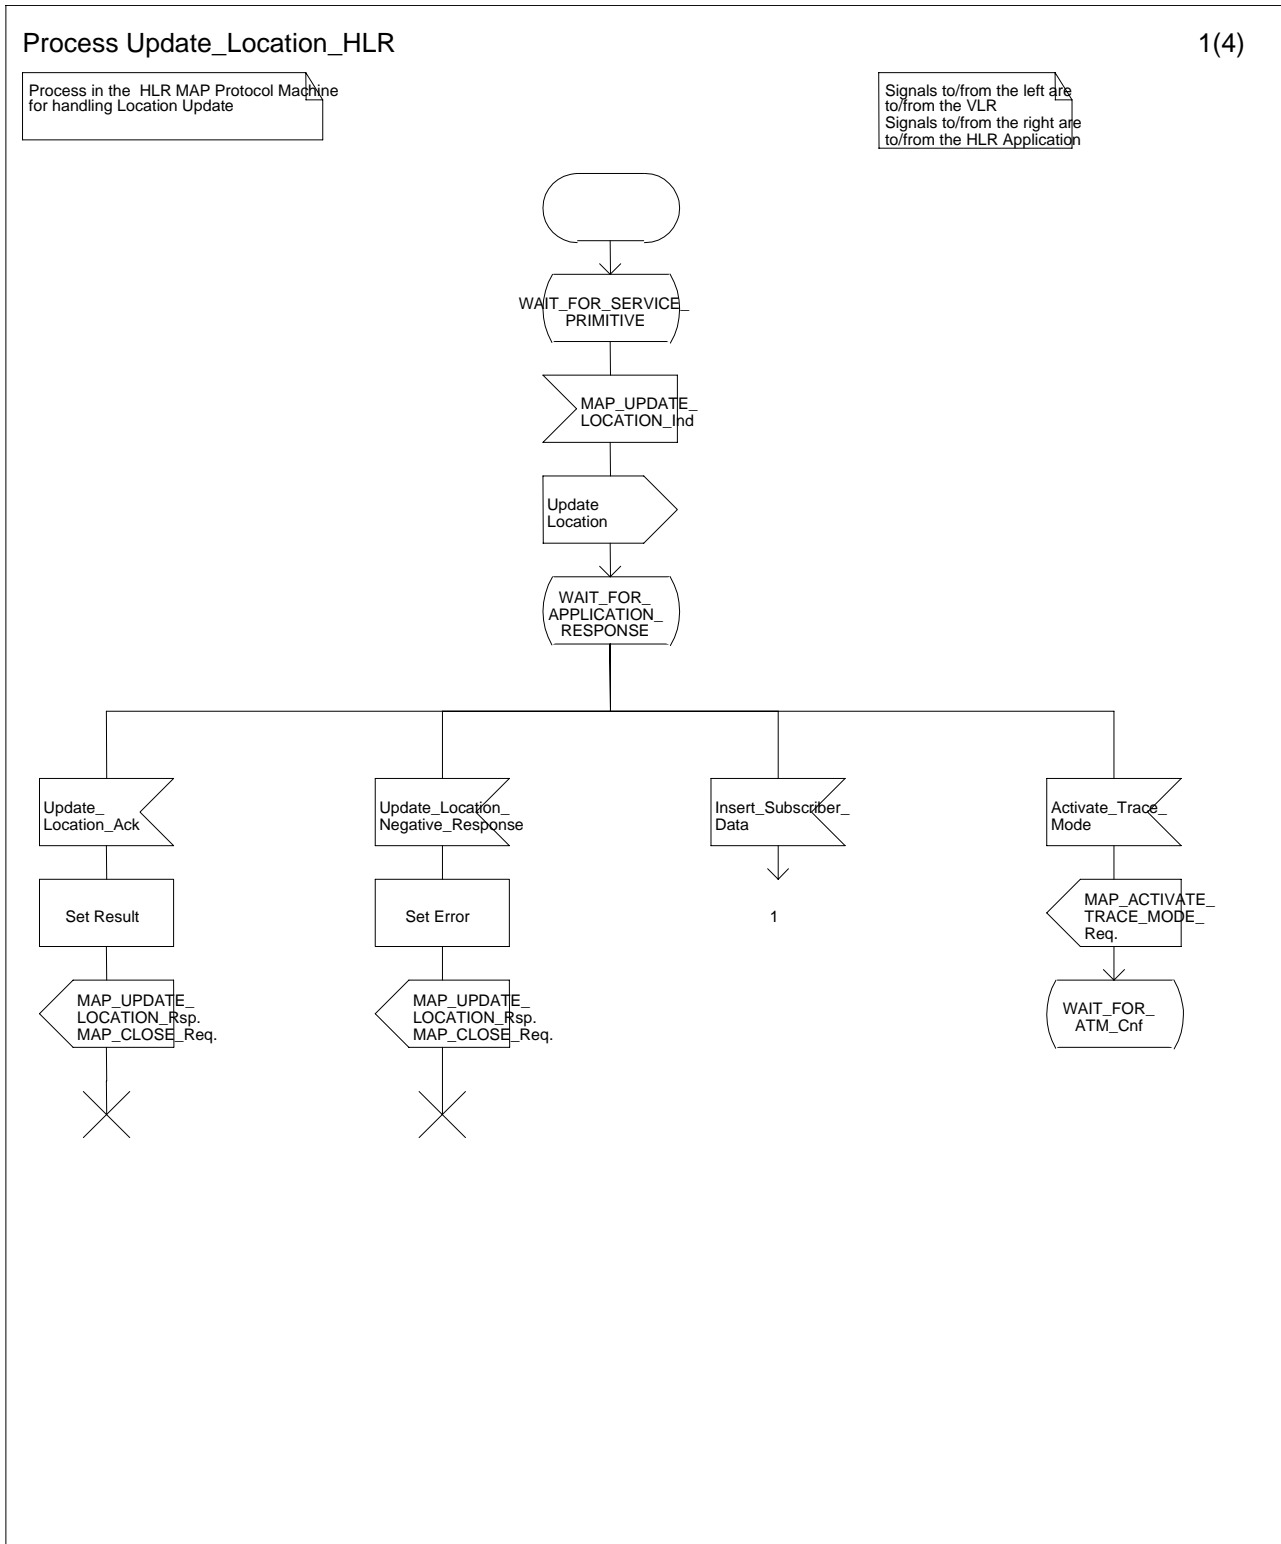 Process Update_Location_HLR
1(4)
Process in the HLR MAP Protocol Machine
for handling Location Update
Signals to/from the left are
to/from the VLR
Signals to/from the right are
to/from the HLR Application
WAIT_FOR_SERVICE_
PRIMITIVE
MAP_UPDATE_
LOCATION_Ind
Update
Location
WAIT_FOR_
APPLICATION_
RESPONSE
Update_
Location_Ack
Update_Location_
Negative_Response
Insert_Subscriber_
Data
Activate_Trace_
Mode
Set Result
Set Error
1
MAP_ACTIVATE_
TRACE_MODE_
Req.
MAP_UPDATE_
LOCATION_Rsp.
MAP_CLOSE_Req.
MAP_UPDATE_
LOCATION_Rsp.
MAP_CLOSE_Req.
WAIT_FOR_
ATM_Cnf